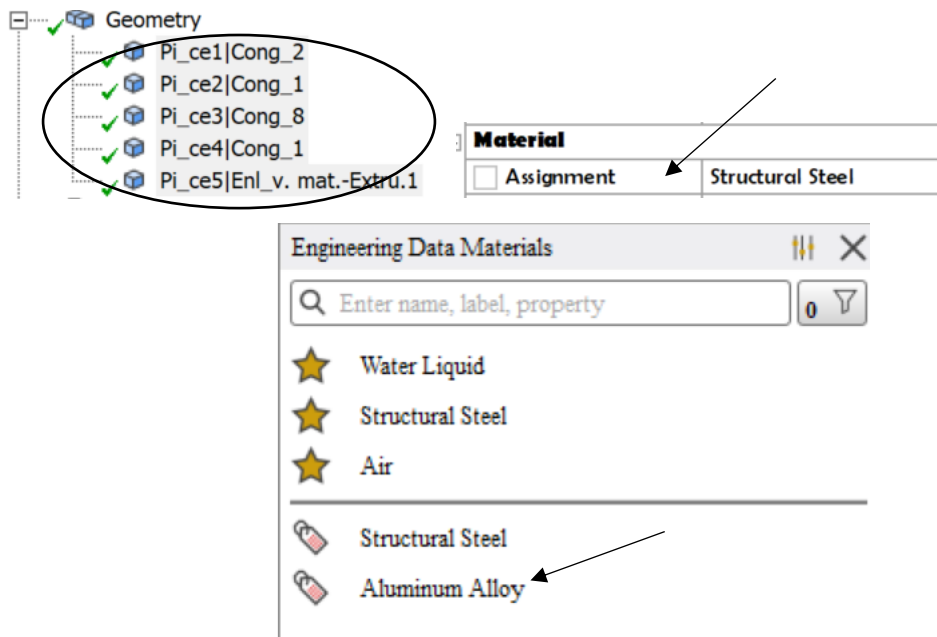 Geometry
Pi_ce1|Cong_2
Pi_ce2|Cong_1
Pi_ce3|Cong_8
Pi_ce4|Cong_1
Pi_ce5|Enl_v. mat.-Extru.1
Material
Assignment Structural Steel
Engineering Data Materials
Enter name, label, property 0
Water Liquid
Structural Steel
Air
Structural Steel
Aluminum Alloy